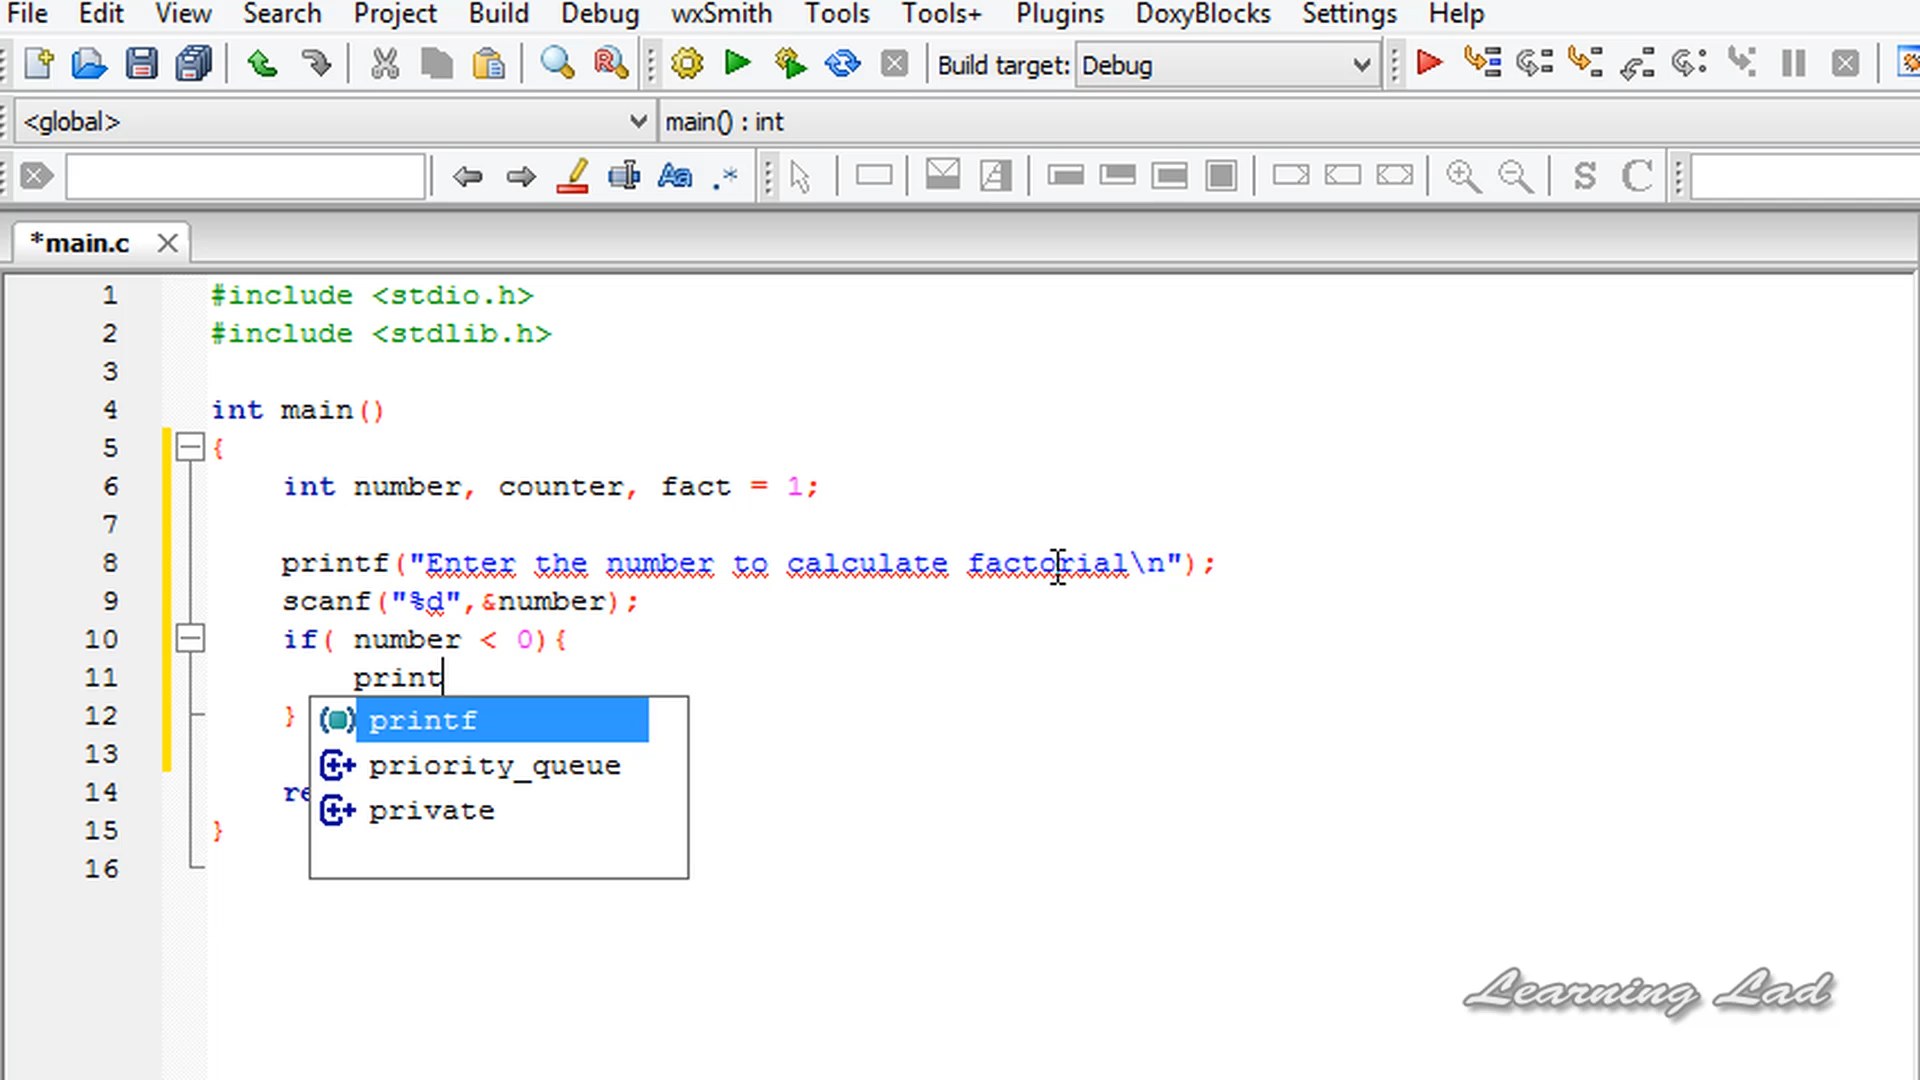 File Edit View Search Project Build Debug wxSmith Tools Tools+ Plugins DoxyBlocks Settings Help
Build target: Debug
<global> main() : int
Aa .* S C
*main.c
1 #include <stdio.h>
2 #include <stdlib.h>
3
4 int main()
5 {
6 int number, counter, fact = 1;
7
8 printf("Enter the number to calculate factorial\n");
9 scanf("%d",&number);
10 if( number < 0){
11 print
12 }
printf
13
priority_queue
14 re
private
15 }
16
Learning Lad